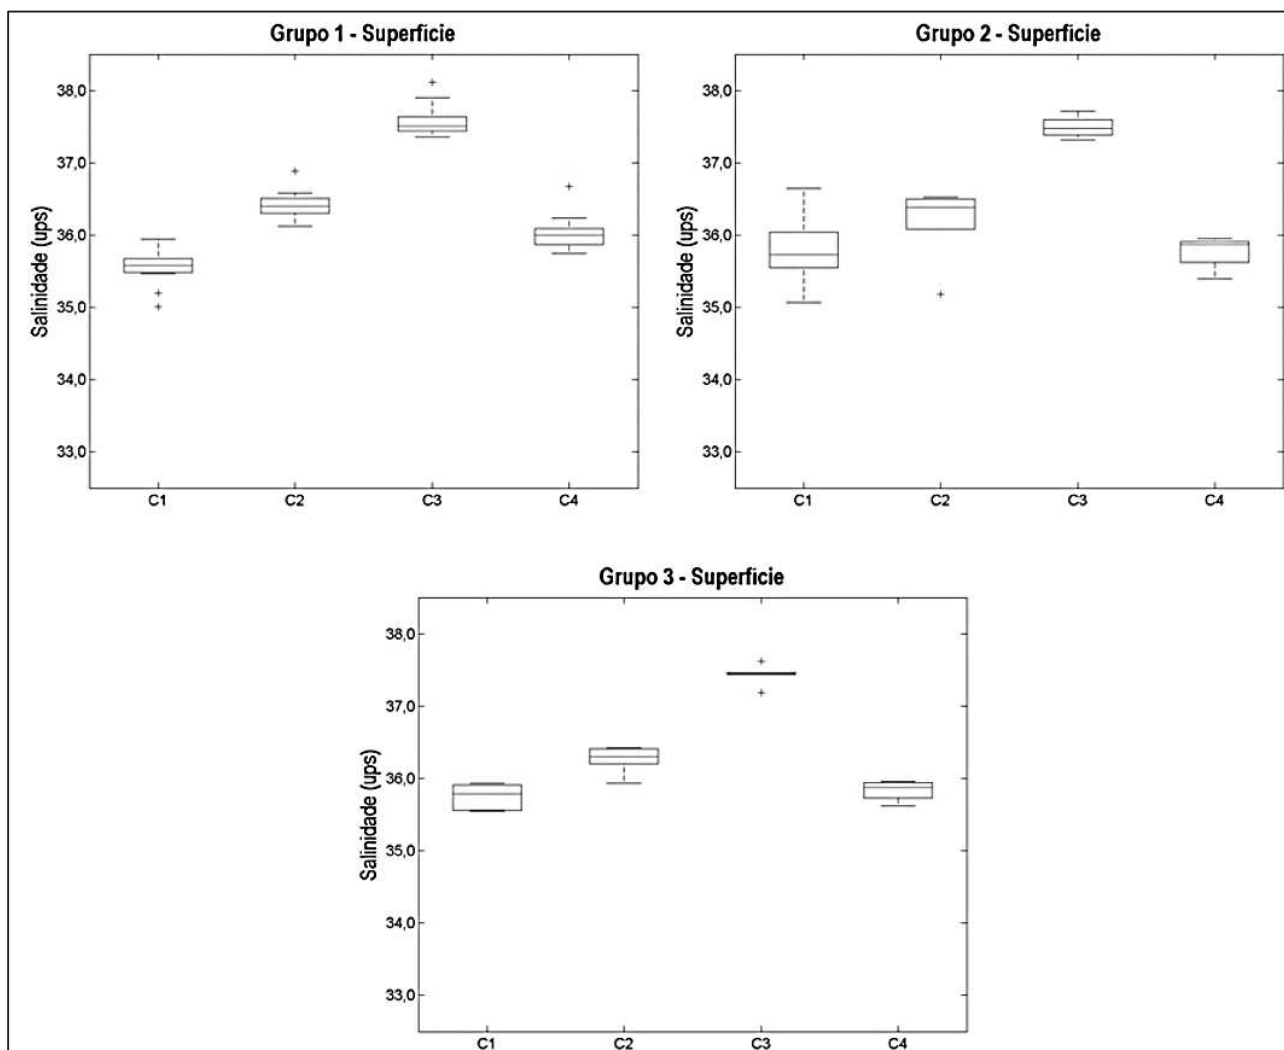 Grupo 1 - Superficie
Salinidade (ups)
38,0
37,0
36,0
35,0
34,0
33,0
C1 C2 C3 C4
Grupo 2 - Superficie
Salinidade (ups)
38,0
37,0
36,0
35,0
34,0
33,0
C1 C2 C3 C4
Grupo 3 - Superficie
Salinidade (ups)
38,0
37,0
36,0
35,0
34,0
33,0
C1 C2 C3 C4